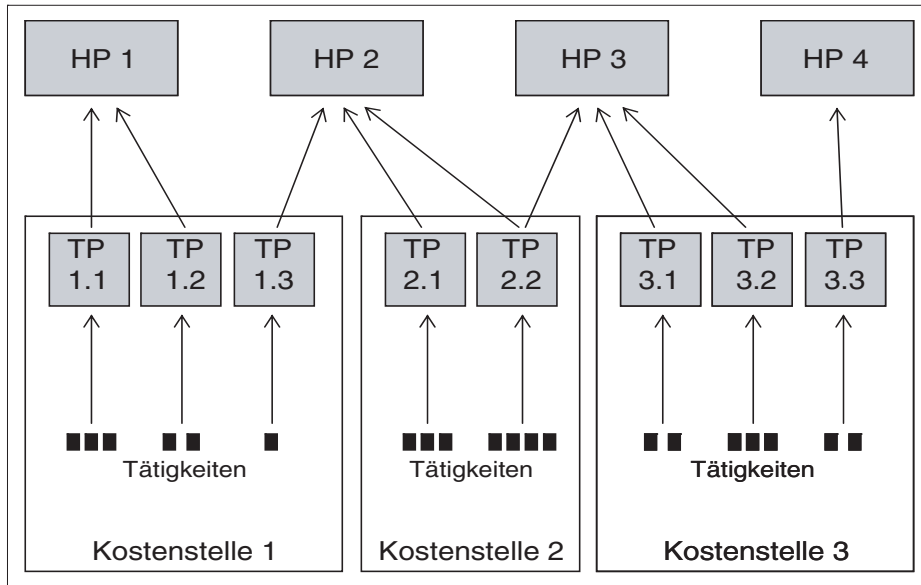 HP 1
HP 2
HP 3
HP 4
TP
1.1
TP
1.2
TP
1.3
TP
2.1
TP
2.2
TP
3.1
TP
3.2
TP
3.3
Tätigkeiten
Tätigkeiten
Tätigkeiten
Kostenstelle 1
Kostenstelle 2
Kostenstelle 3